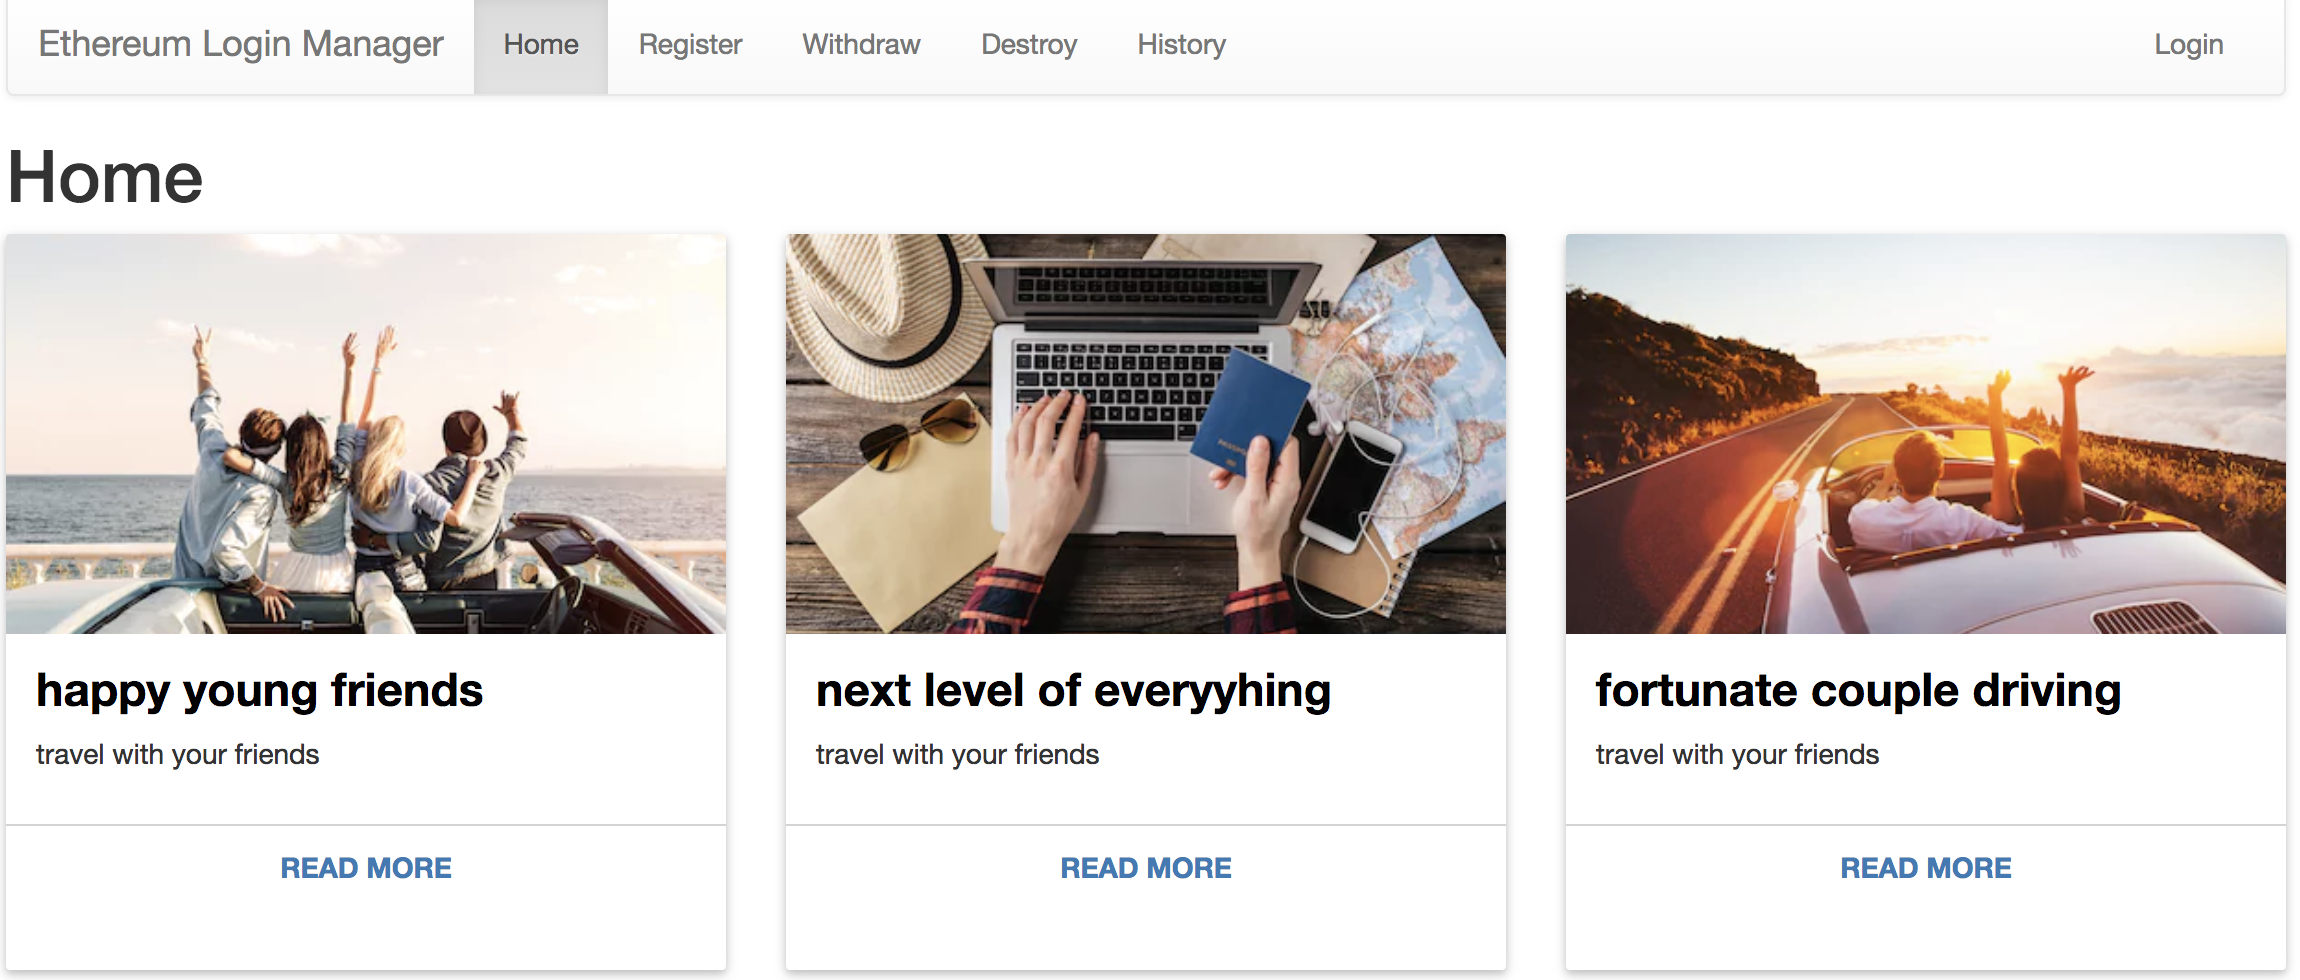 Ethereum Login Manager Home Register Withdraw Destroy History Login
Home
PASSPO
happy young friends
next level of everyyhing
fortunate couple driving
travel with your friends
travel with your friends
travel with your friends
READ MORE
READ MORE
READ MORE